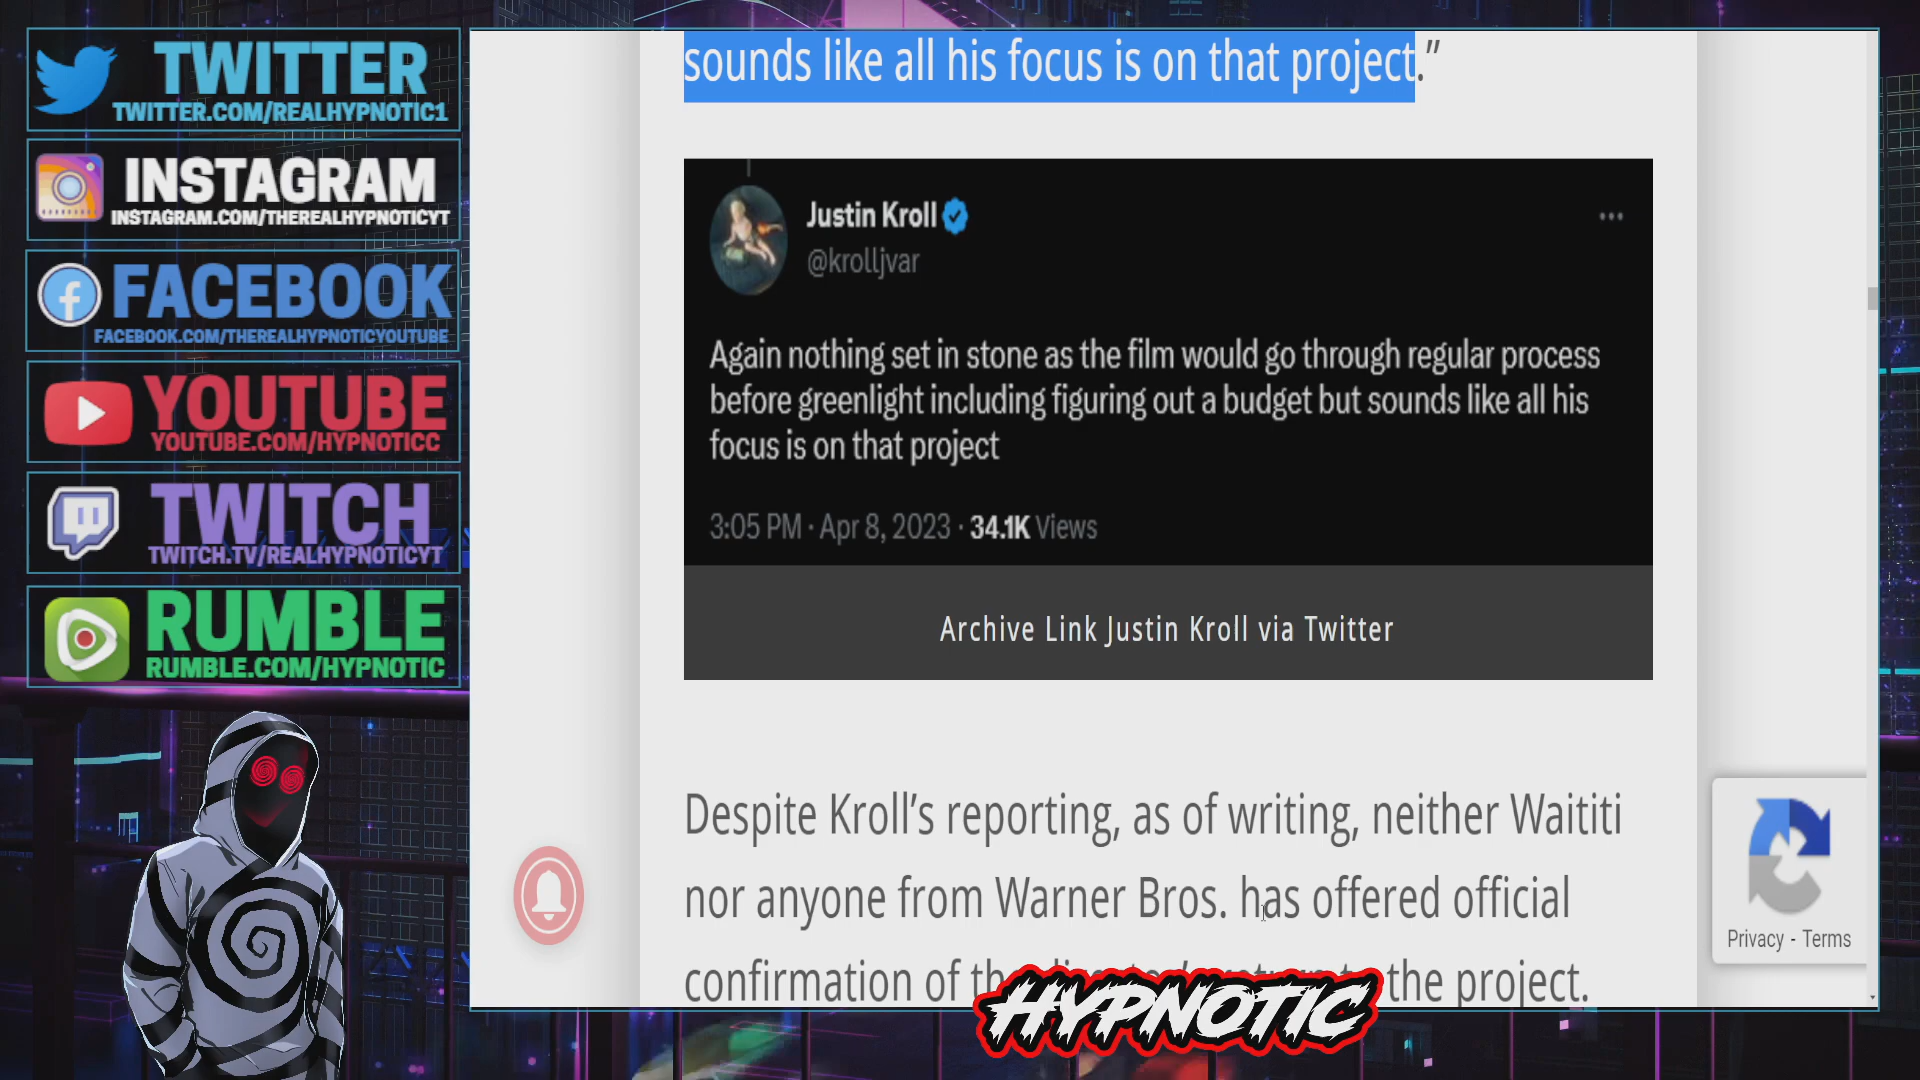 TWITTER
TWITTER.COM/REALHYPNOTIC1
INSTAGRAM
INSTAGRAM.COM/THEREALHYPNOTICYT
FACEBOOK
FACEBOOK.COM/THEREALHYPNOTICYOUTUBE
YOUTUBE
YOUTUBE.COM/HYPNOTICC
TWITCH
TWITCH.TV/REALHYPNOTICYT
RUMBLE
RUMBLE.COM/HYPNOTIC
sounds like all his focus is on that project.”
Justin Kroll
@krolljvar
Again nothing set in stone as the film would go through regular process
before greenlight including figuring out a budget but sounds like all his
focus is on that project
3:05 PM · Apr 8, 2023 · 34.1K Views
Archive Link Justin Kroll via Twitter
Despite Kroll’s reporting, as of writing, neither Waititi
nor anyone from Warner Bros. has offered official
confirmation of the project.
HYPNOTIC
Privacy - Terms